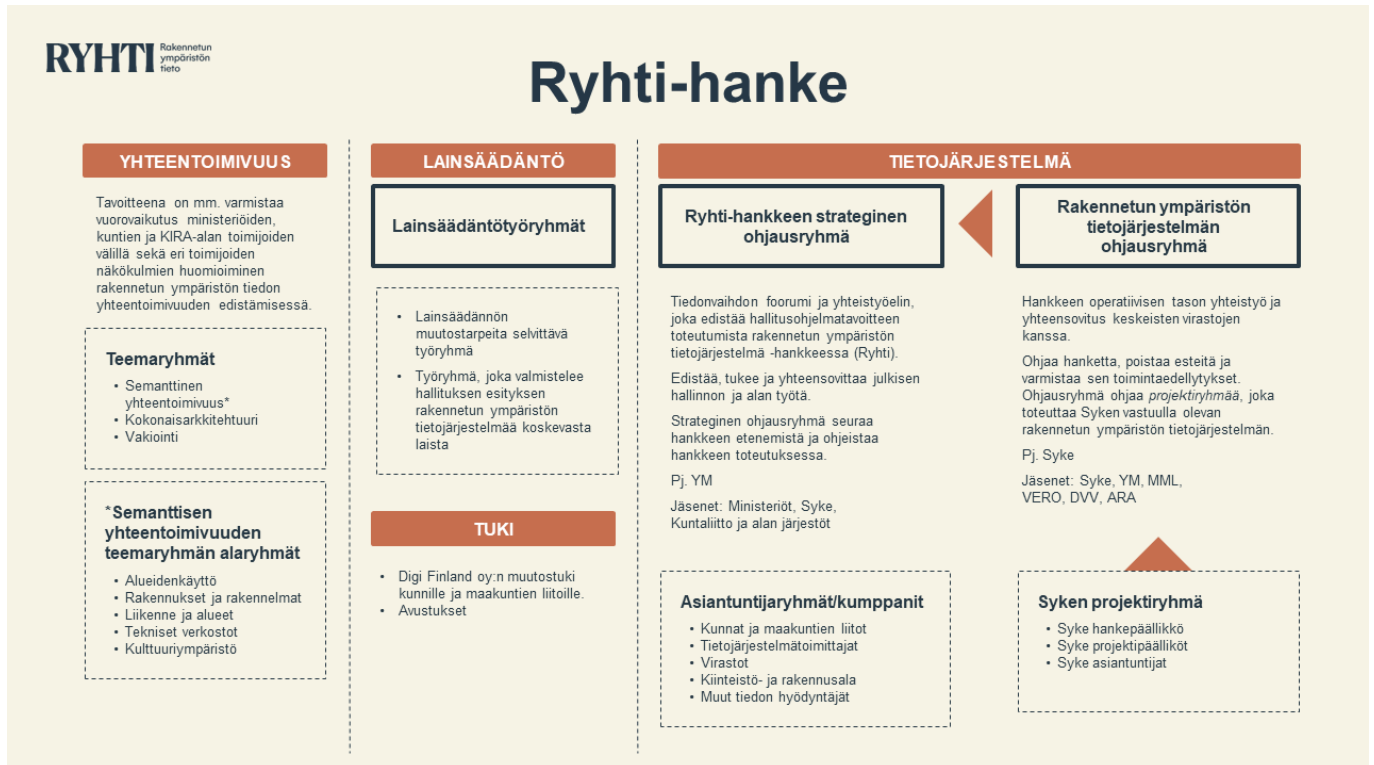 RYHTI
Rakennetun
ympäristön
tieto
Ryhti-hanke
YHTEENTOIMIVUUS
Tavoitteena on mm. varmistaa
vuorovaikutus ministeriöiden,
kuntien ja KIRA-alan toimijoiden
välillä sekä eri toimijoiden
näkökulmien huomioiminen
rakennetun ympäristön tiedon
yhteentoimivuuden edistämisessä.
Teemaryhmät
• Semanttinen
yhteentoimivuus*
• Kokonaisarkkitehtuuri
• Vakiointi
*Semanttisen
yhteentoimivuuden
teemaryhmän alaryhmät
• Alueidenkäyttö
• Rakennukset ja rakennelmat
• Liikenne ja alueet
• Tekniset verkostot
• Kulttuuriympäristö
LAINSÄÄDÄNTÖ
Lainsäädäntötyöryhmät
• Lainsäädännön
muutostarpeita selvittävä
työryhmä
• Työryhmä, joka valmistelee
hallituksen esityksen
rakennetun ympäristön
tietojärjestelmää koskevasta
laista
TUKI
• Digi Finland oy:n muutostuki
kunnille ja maakuntien liitoille.
• Avustukset
TIETOJÄRJESTELMÄ
Ryhti-hankkeen strateginen
ohjausryhmä
Tiedonvaihdon foorumi ja yhteistyöelin,
joka edistää hallitusohjelmatavoitteen
toteutumista rakennetun ympäristön
tietojärjestelmä -hankkeessa (Ryhti).
Edistää, tukee ja yhteensovittaa julkisen
hallinnon ja alan työtä.
Strateginen ohjausryhmä seuraa
hankkeen etenemistä ja ohjeistaa
hankkeen toteutuksessa.
Pj. YM
Jäsenet: Ministeriöt, Syke,
Kuntaliitto ja alan järjestöt
Asiantuntijaryhmät/kumppanit
• Kunnat ja maakuntien liitot
• Tietojärjestelmätoimittajat
• Virastot
• Kiinteistö- ja rakennusala
• Muut tiedon hyödyntäjät
Rakennetun ympäristön
tietojärjestelmän
ohjausryhmä
Hankkeen operatiivisen tason yhteistyö ja
yhteensovitus keskeisten virastojen
kanssa.
Ohjaa hanketta, poistaa esteitä ja
varmistaa sen toimintaedellytykset.
Ohjausryhmä ohjaa projektiryhmää, joka
toteuttaa Syken vastuulla olevan
rakennetun ympäristön tietojärjestelmän.
Pj. Syke
Jäsenet: Syke, YM, MML,
VERO, DVV, ARA
Syken projektiryhmä
• Syke hankepäällikkö
• Syke projektipäälliköt
• Syke asiantuntijat